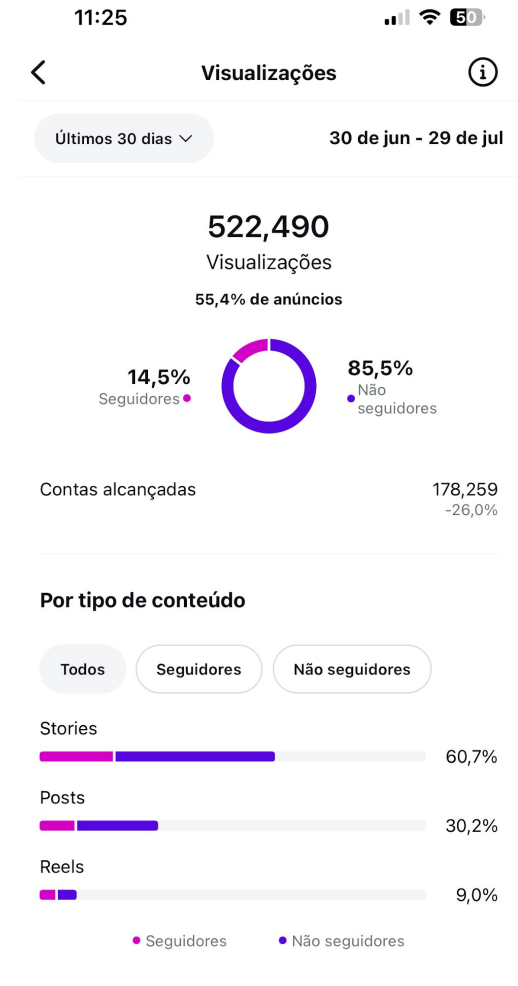 11:25
50
Visualizações
Últimos 30 dias
30 de jun - 29 de jul
522,490
Visualizações
55,4% de anúncios
14,5%
Seguidores
85,5%
Não
seguidores
Contas alcançadas
178,259
-26,0%
Por tipo de conteúdo
Todos
Seguidores
Não seguidores
Stories
60,7%
Posts
30,2%
Reels
9,0%
Seguidores
Não seguidores